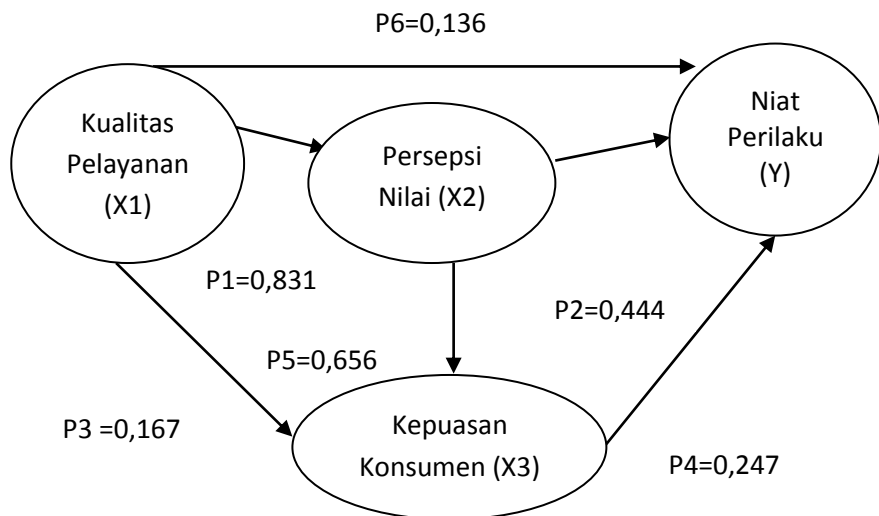 P6=0,136
Kualitas
Pelayanan
(X1)
Persepsi
Nilai (X2)
Niat
Perilaku
(Y)
P1=0,831
P2=0,444
P5=0,656
P3 =0,167
Kepuasan
Konsumen (X3)
P4=0,247